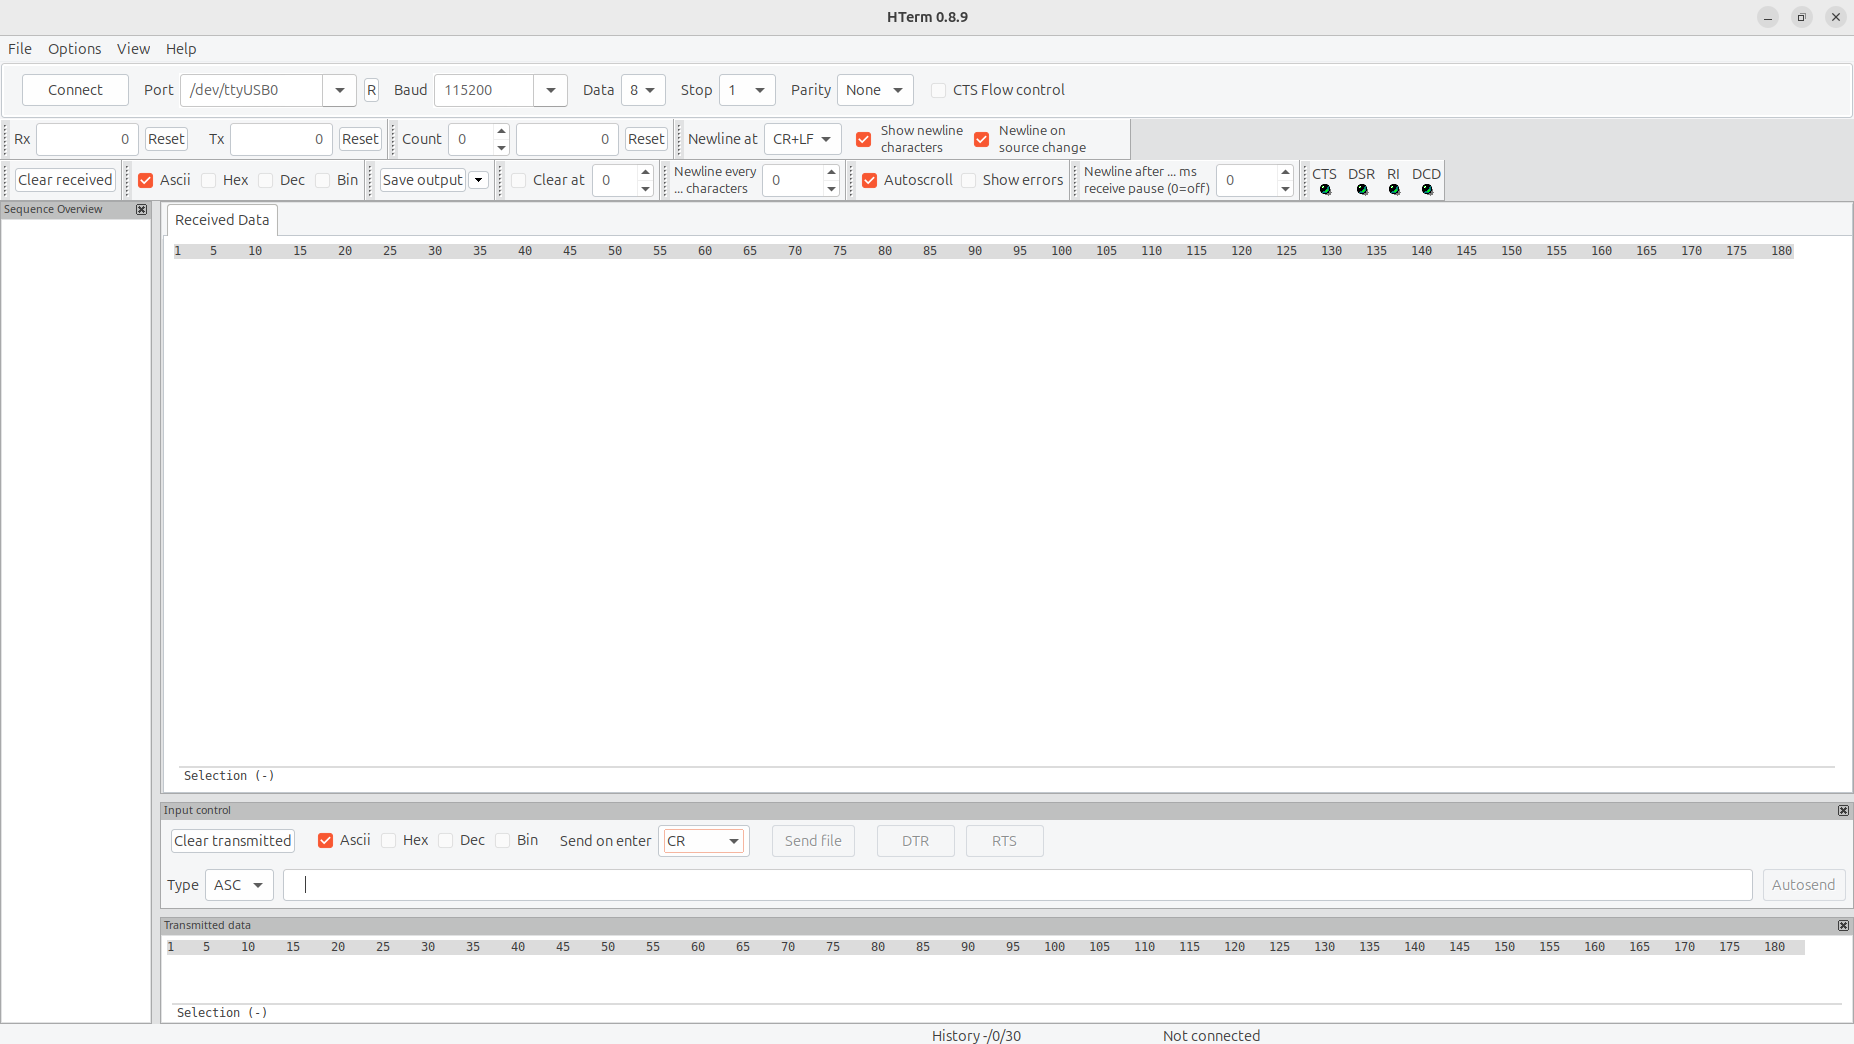 HTerm 0.8.9
File Options View Help
Connect Port /dev/ttyUSB0 R Baud 115200 Data 8 Stop 1 Parity None CTS Flow control
Rx 0 Reset Tx 0 Reset Count 0 0 Reset Newline at CR+LF Show newline characters Newline on source change
Clear received Ascii Hex Dec Bin Save output Clear at 0 Newline every ... characters 0 Autoscroll Show errors Newline after ... ms receive pause (0=off) 0 CTS DSR RI DCD
Sequence Overview
Received Data
1 5 10 15 20 25 30 35 40 45 50 55 60 65 70 75 80 85 90 95 100 105 110 115 120 125 130 135 140 145 150 155 160 165 170 175 180
Selection (-)
Input control
Clear transmitted Ascii Hex Dec Bin Send on enter CR Send file DTR RTS
Type ASC Autosend
Transmitted data
1 5 10 15 20 25 30 35 40 45 50 55 60 65 70 75 80 85 90 95 100 105 110 115 120 125 130 135 140 145 150 155 160 165 170 175 180
Selection (-)
History -/0/30 Not connected